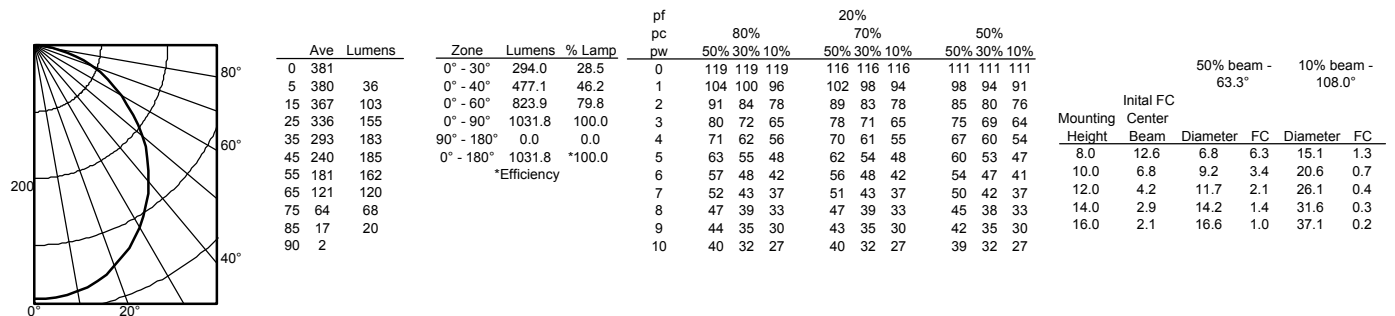 80°
60°
200
40°
0° 20°
Ave Lumens
0 381
5 380 36
15 367 103
25 336 155
35 293 183
45 240 185
55 181 162
65 121 120
75 64 68
85 17 20
90 2
Zone Lumens % Lamp
0° - 30° 294.0 28.5
0° - 40° 477.1 46.2
0° - 60° 823.9 79.8
0° - 90° 1031.8 100.0
90° - 180° 0.0 0.0
0° - 180° 1031.8 *100.0
*Efficiency
pf 20%
pc 80% 70% 50%
pw 50% 30% 10% 50% 30% 10% 50% 30% 10%
0 119 119 119 116 116 116 111 111 111
1 104 100 96 102 98 94 98 94 91
2 91 84 78 89 83 78 85 80 76
3 80 72 65 78 71 65 75 69 64
4 71 62 56 70 61 55 67 60 54
5 63 55 48 62 54 48 60 53 47
6 57 48 42 56 48 42 54 47 41
7 52 43 37 51 43 37 50 42 37
8 47 39 33 47 39 33 45 38 33
9 44 35 30 43 35 30 42 35 30
10 40 32 27 40 32 27 39 32 27
50% beam - 10% beam -
63.3° 108.0°
Inital FC
Mounting Center
Height Beam Diameter FC Diameter FC
8.0 12.6 6.8 6.3 15.1 1.3
10.0 6.8 9.2 3.4 20.6 0.7
12.0 4.2 11.7 2.1 26.1 0.4
14.0 2.9 14.2 1.4 31.6 0.3
16.0 2.1 16.6 1.0 37.1 0.2